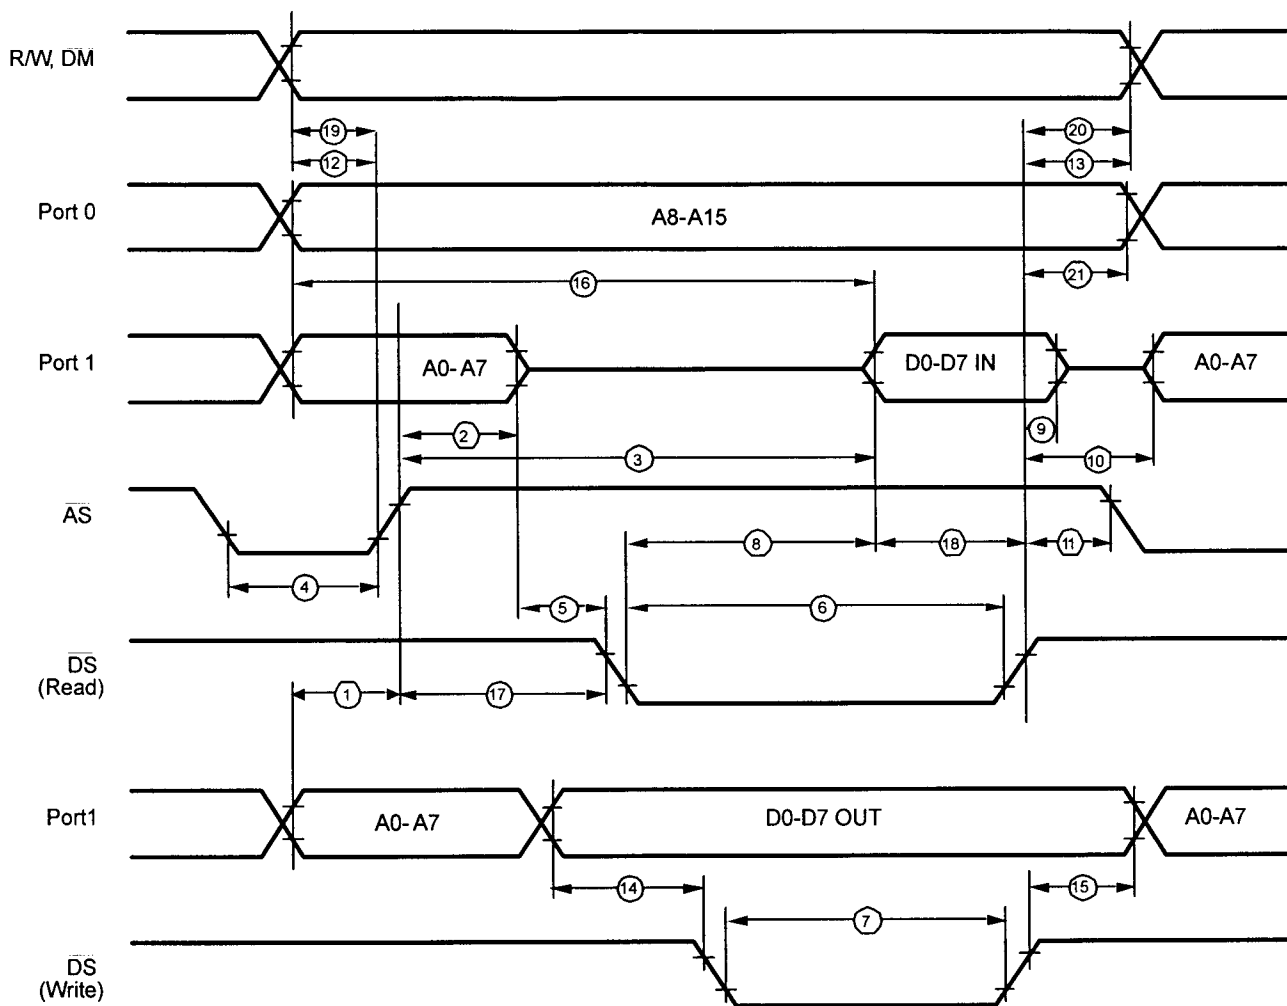 R/W, DM
19
20
12
13
Port 0
A8-A15
16
21
Port 1
A0-A7
D0-D7 IN
A0-A7
2
9
3
10
AS
8
18
11
4
5
6
DS
(Read)
1
17
Port1
A0-A7
D0-D7 OUT
A0-A7
14
15
7
DS
(Write)